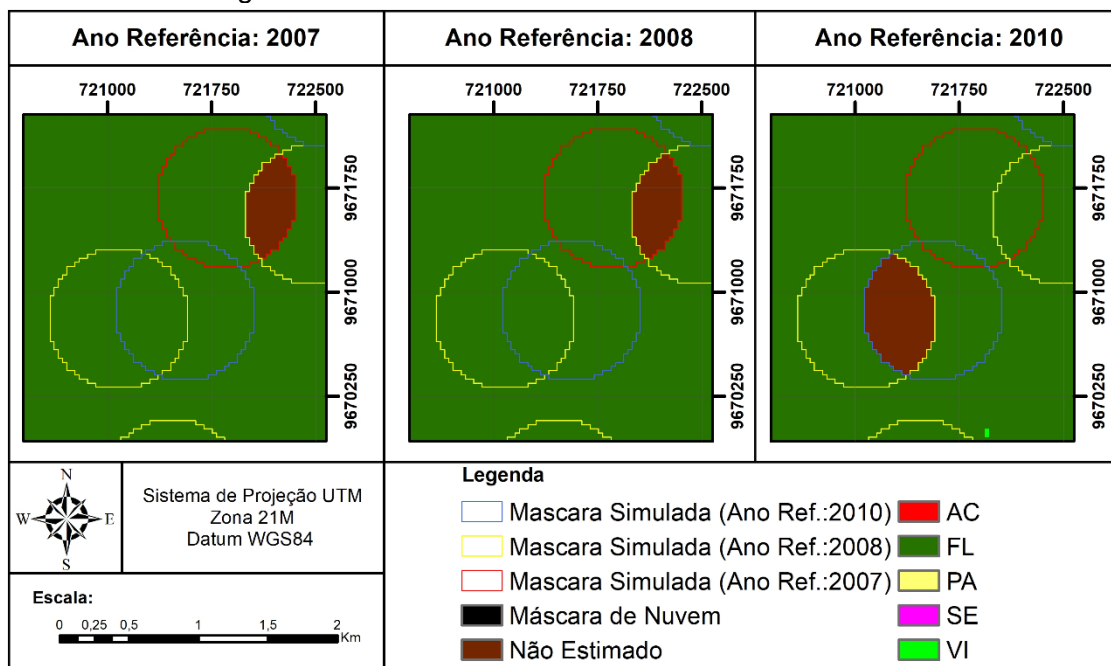 Ano Referência: 2007
Ano Referência: 2008
Ano Referência: 2010
721000 721750 722500
721000 721750 722500
721000 721750 722500
9671750
9671000
9670250
9671750
9671000
9670250
9671750
9671000
9670250
N
W E
S
Sistema de Projeção UTM
Zona 21M
Datum WGS84
Escala:
0 0,25 0,5 1 1,5 2
Km
Legenda
Mascara Simulada (Ano Ref.:2010)
Mascara Simulada (Ano Ref.:2008)
Mascara Simulada (Ano Ref.:2007)
Máscara de Nuvem
Não Estimado
AC
FL
PA
SE
VI